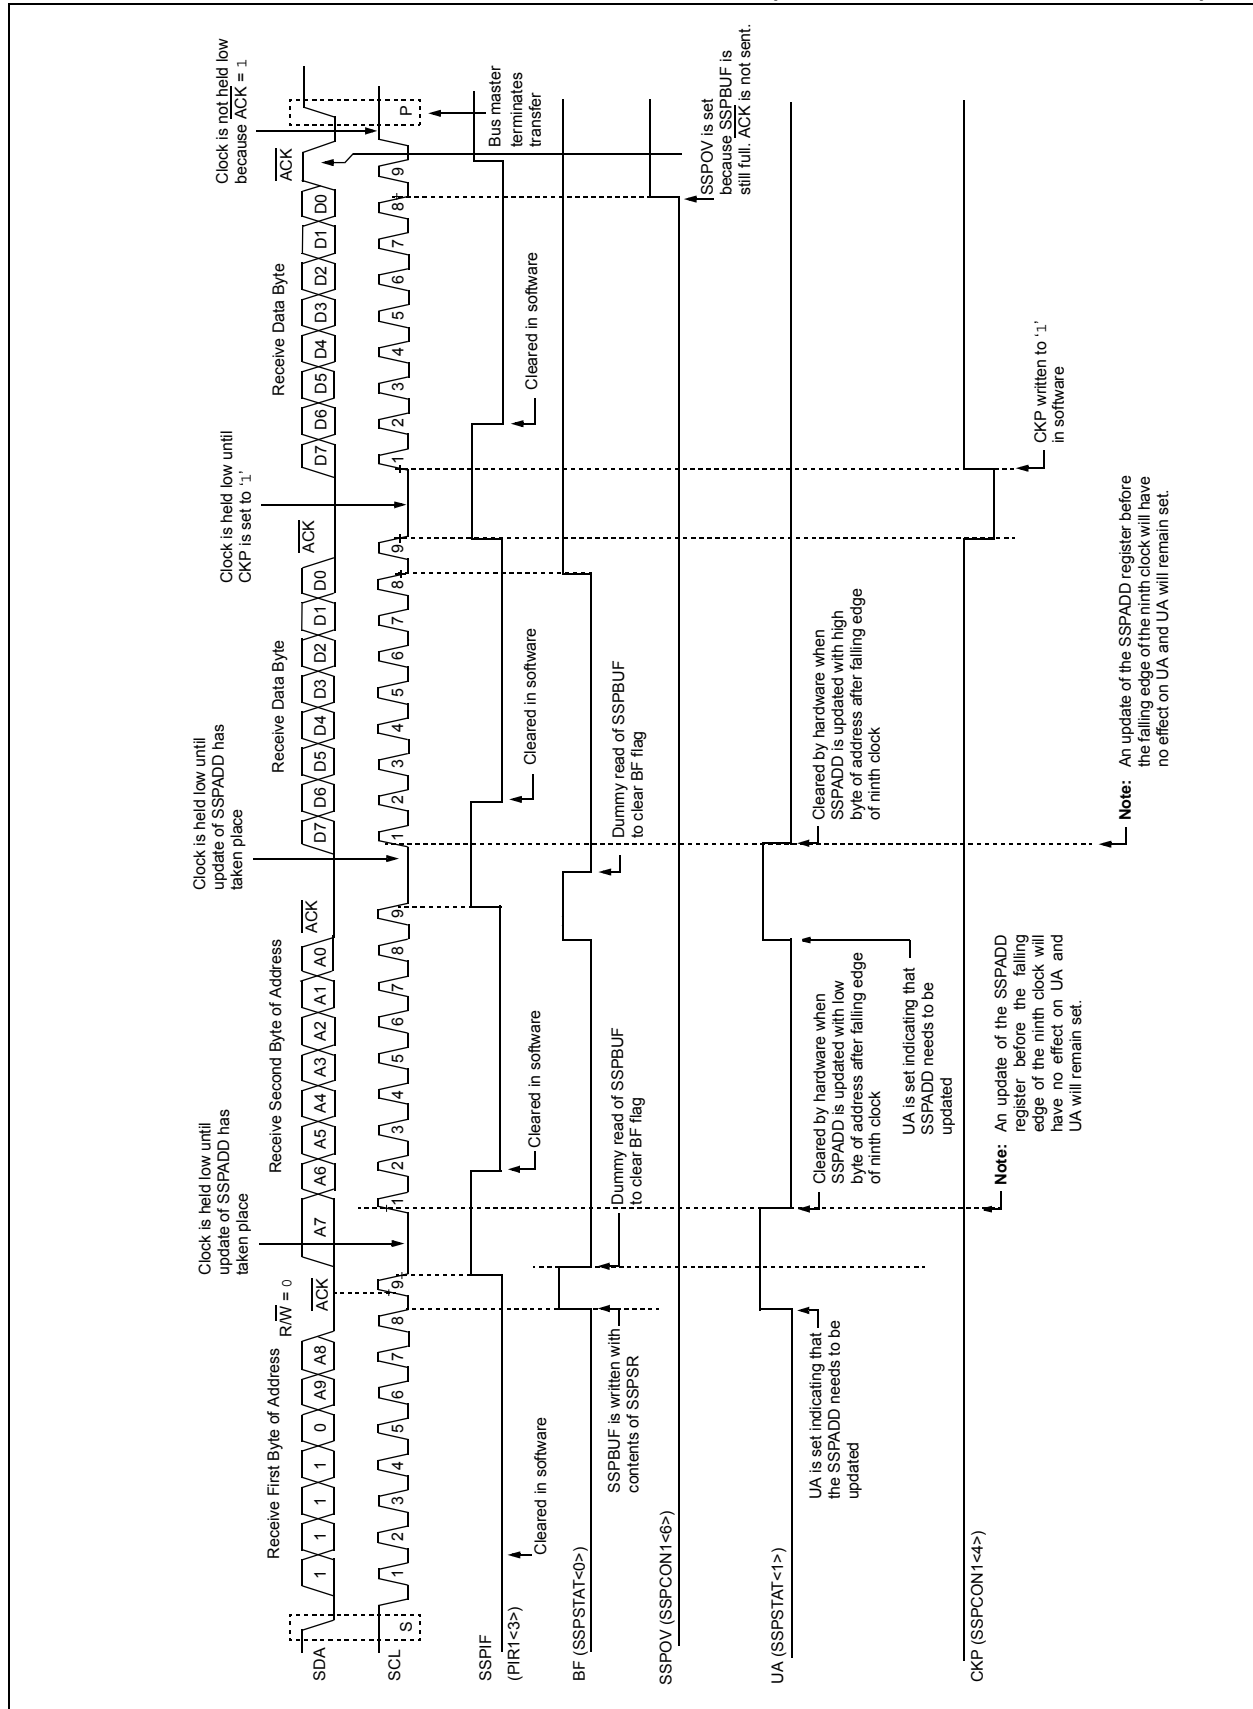 Receive First Byte of Address
R/W = 0
Clock is held low until
update of SSPADD has
taken place
Receive Second Byte of Address
Clock is held low until
update of SSPADD has
taken place
Receive Data Byte
Clock is held low until
CKP is set to ‘1’
Receive Data Byte
Clock is not held low
because ACK = 1
SDA
1 1 1 1 0 A9 A8 ACK A7 A6 A5 A4 A3 A2 A1 A0 ACK D7 D6 D5 D4 D3 D2 D1 D0 ACK D7 D6 D5 D4 D3 D2 D1 D0 ACK
SCL
S 1 2 3 4 5 6 7 8 9 1 2 3 4 5 6 7 8 9 1 2 3 4 5 6 7 8 9 1 2 3 4 5 6 7 8 9 P
Bus master
terminates
transfer
SSPIF
(PIR1<3>)
Cleared in software
Cleared in software
Cleared in software
Cleared in software
BF (SSPSTAT<0>)
SSPBUF is written with
contents of SSPSR
Dummy read of SSPBUF
to clear BF flag
Dummy read of SSPBUF
to clear BF flag
SSPOV (SSPCON1<6>)
SSPOV is set
because SSPBUF is
still full. ACK is not sent.
UA (SSPSTAT<1>)
UA is set indicating that
the SSPADD needs to be
updated
Cleared by hardware when
SSPADD is updated with low
byte of address after falling edge
of ninth clock
UA is set indicating that
SSPADD needs to be
updated
Cleared by hardware when
SSPADD is updated with high
byte of address after falling edge
of ninth clock
CKP (SSPCON1<4>)
Note: An update of the SSPADD
register before the falling
edge of the ninth clock will
have no effect on UA and
UA will remain set.
CKP written to ‘1’
in software
Note: An update of the SSPADD register before
the falling edge of the ninth clock will have
no effect on UA and UA will remain set.